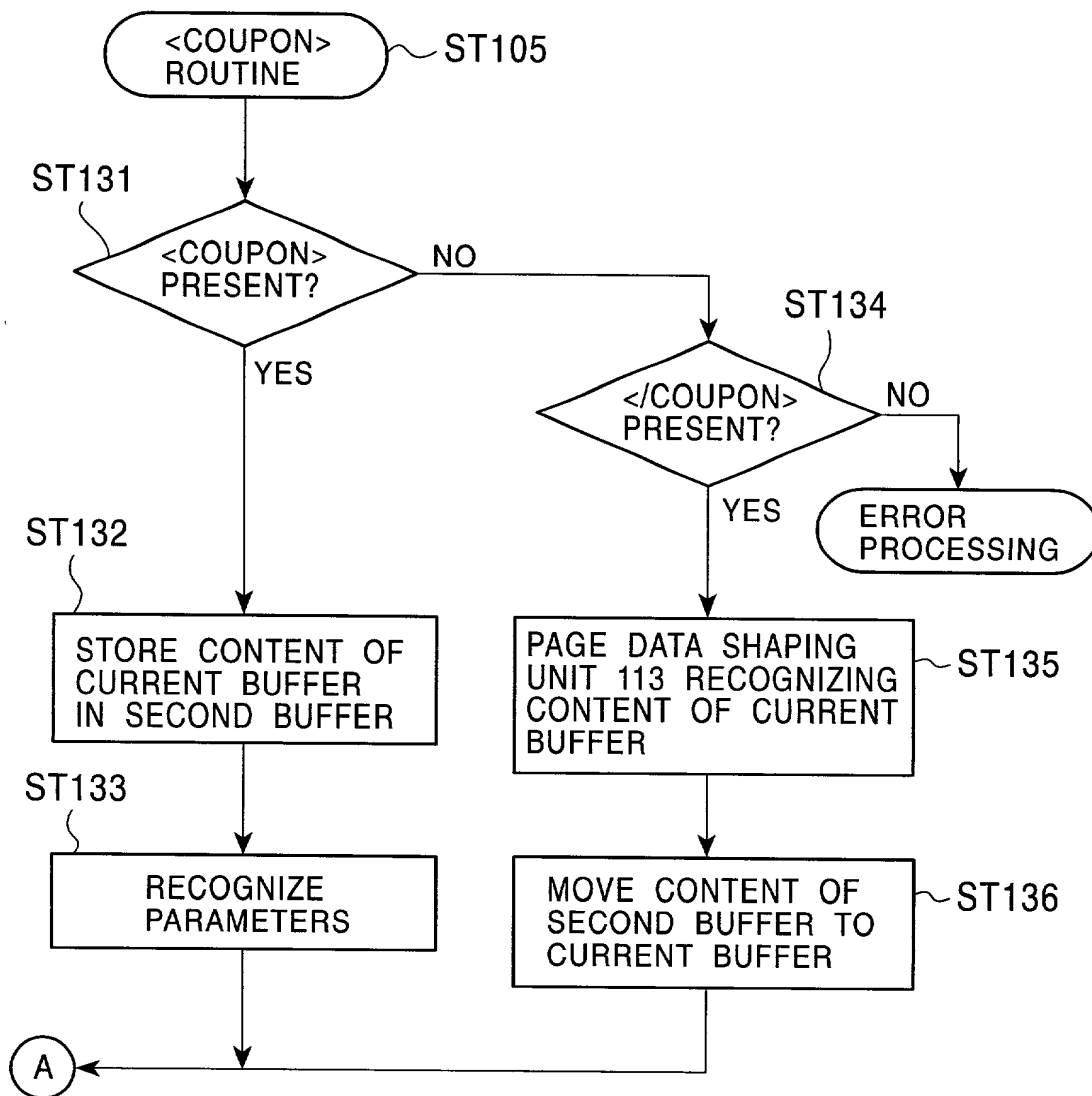 <COUPON>
ROUTINE
ST105
ST131
<COUPON>
PRESENT?
NO
YES
ST134
</COUPON>
PRESENT?
NO
YES
ERROR
PROCESSING
ST132
STORE CONTENT OF
CURRENT BUFFER
IN SECOND BUFFER
ST133
RECOGNIZE
PARAMETERS
PAGE DATA SHAPING
UNIT 113 RECOGNIZING
CONTENT OF CURRENT
BUFFER
ST135
MOVE CONTENT OF
SECOND BUFFER TO
CURRENT BUFFER
ST136
A